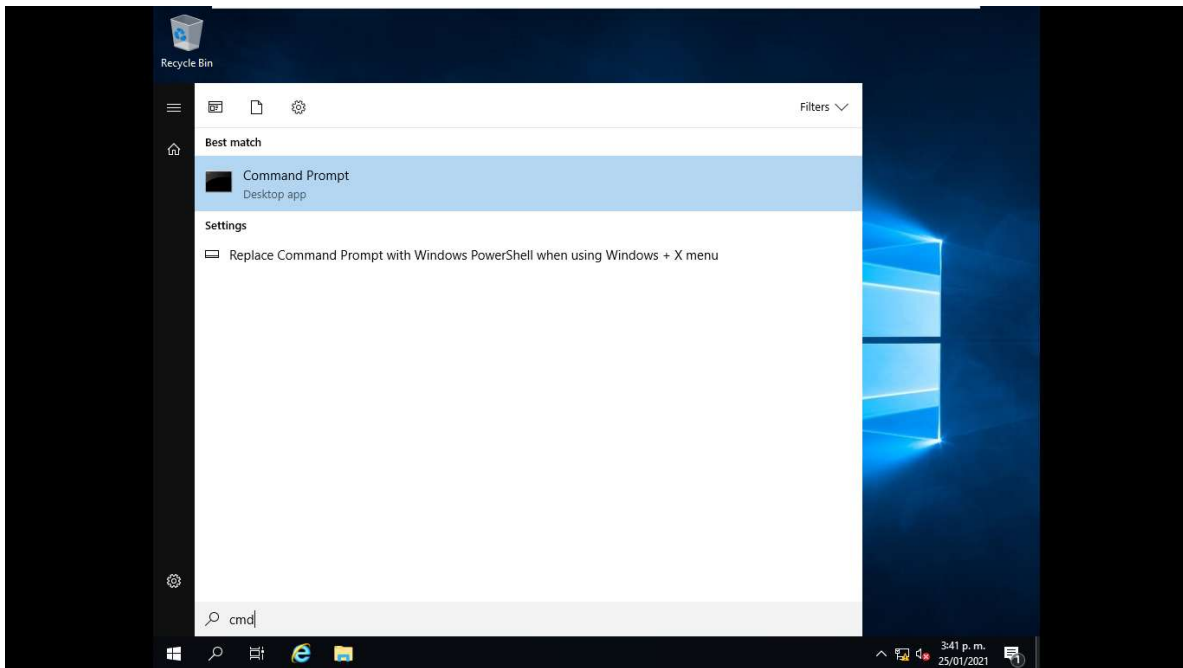 Recycle Bin
Filters
Best match
Command Prompt
Desktop app
Settings
Replace Command Prompt with Windows PowerShell when using Windows + X menu
cmd
3:41 p. m.
25/01/2021
1